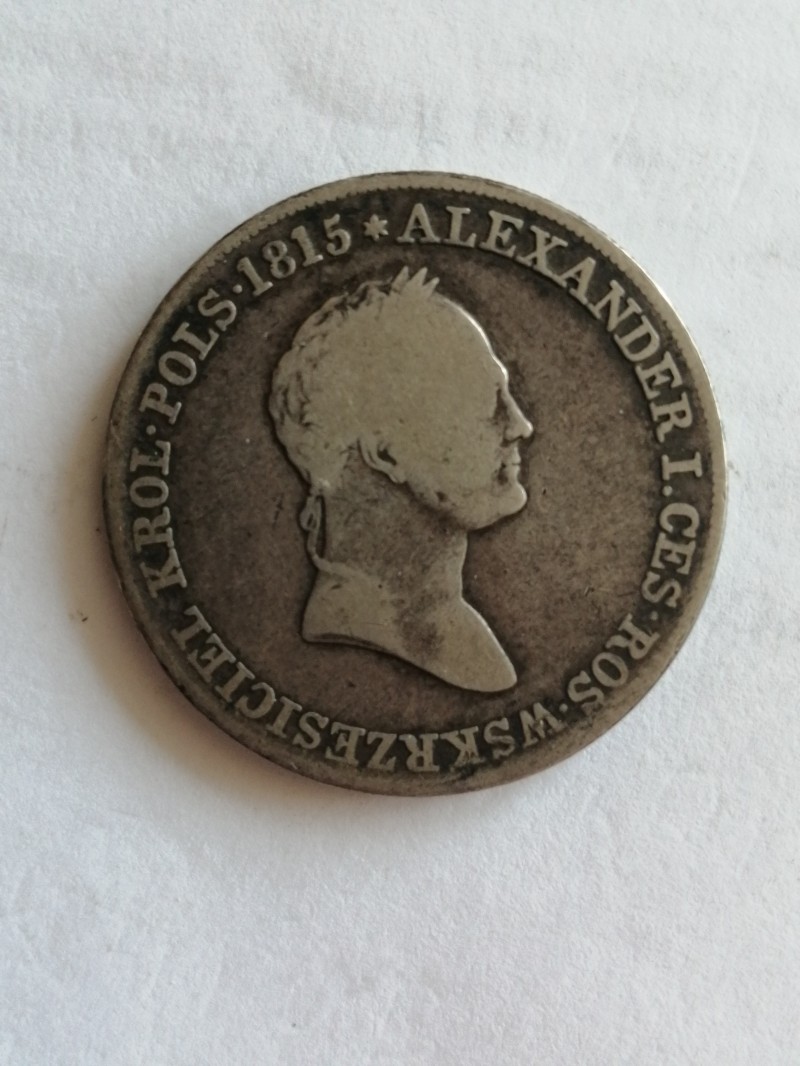 ALEXANDER I. CES · ROS · WSKRZESICIEL KROL · POLS · 1815 *